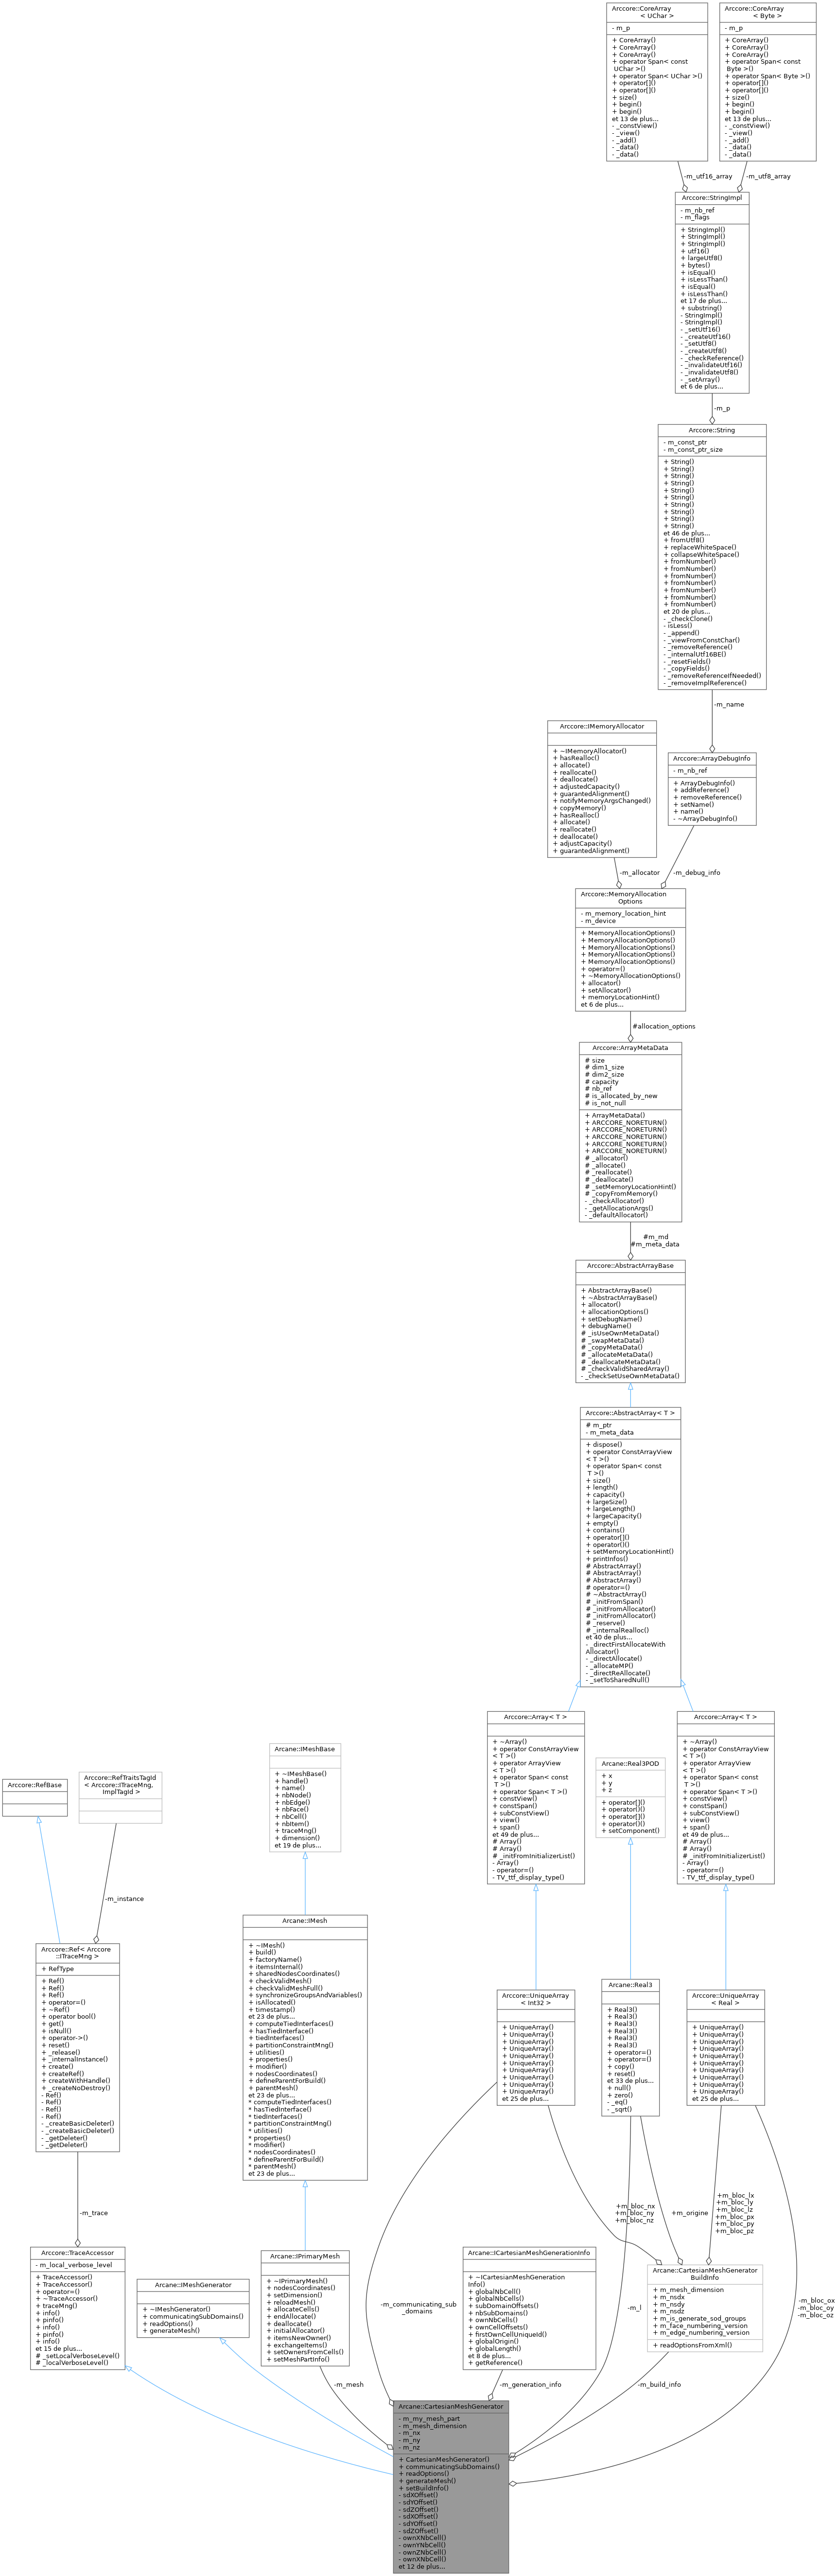 Arccore::CoreArray
< UChar >
- m_p
+ CoreArray()
+ CoreArray()
+ CoreArray()
+ operator Span< const
UChar >()
+ operator Span< UChar >()
+ operator[]()
+ operator[]()
+ size()
+ begin()
+ begin()
et 13 de plus...
- _constView()
- _view()
- _add()
- _data()
- _data()
Arccore::CoreArray
< Byte >
- m_p
+ CoreArray()
+ CoreArray()
+ CoreArray()
+ operator Span< const
Byte >()
+ operator Span< Byte >()
+ operator[]()
+ operator[]()
+ size()
+ begin()
+ begin()
et 13 de plus...
- _constView()
- _view()
- _add()
- _data()
- _data()
-m_utf16_array
-m_utf8_array
Arccore::StringImpl
- m_nb_ref
- m_flags
+ StringImpl()
+ StringImpl()
+ StringImpl()
+ utf16()
+ largeUtf8()
+ bytes()
+ isEqual()
+ isLessThan()
+ isEqual()
+ isLessThan()
et 17 de plus...
+ substring()
- StringImpl()
- StringImpl()
- _setUtf16()
- _createUtf16()
- _setUtf8()
- _createUtf8()
- _checkReference()
- _invalidateUtf16()
- _invalidateUtf8()
- _setArray()
et 6 de plus...
-m_p
Arccore::String
- m_const_ptr
- m_const_ptr_size
+ String()
+ String()
+ String()
+ String()
+ String()
+ String()
+ String()
+ String()
+ String()
+ String()
et 46 de plus...
+ fromUtf8()
+ replaceWhiteSpace()
+ collapseWhiteSpace()
+ fromNumber()
+ fromNumber()
+ fromNumber()
+ fromNumber()
+ fromNumber()
+ fromNumber()
+ fromNumber()
et 20 de plus...
- _checkClone()
- isLess()
- _append()
- _viewFromConstChar()
- _removeReference()
- _internalUtf16BE()
- _resetFields()
- _copyFields()
- _removeReferenceIfNeeded()
- _removeImplReference()
-m_name
Arccore::IMemoryAllocator
+ ~IMemoryAllocator()
+ hasRealloc()
+ allocate()
+ reallocate()
+ deallocate()
+ adjustedCapacity()
+ guarantedAlignment()
+ notifyMemoryArgsChanged()
+ copyMemory()
+ hasRealloc()
+ allocate()
+ reallocate()
+ deallocate()
+ adjustCapacity()
+ guarantedAlignment()
Arccore::ArrayDebugInfo
- m_nb_ref
+ ArrayDebugInfo()
+ addReference()
+ removeReference()
+ setName()
+ name()
- ~ArrayDebugInfo()
-m_allocator
-m_debug_info
Arccore::MemoryAllocation
Options
- m_memory_location_hint
- m_device
+ MemoryAllocationOptions()
+ MemoryAllocationOptions()
+ MemoryAllocationOptions()
+ MemoryAllocationOptions()
+ MemoryAllocationOptions()
+ operator=()
+ ~MemoryAllocationOptions()
+ allocator()
+ setAllocator()
+ memoryLocationHint()
et 6 de plus...
#allocation_options
Arccore::ArrayMetaData
# size
# dim1_size
# dim2_size
# capacity
# nb_ref
# is_allocated_by_new
# is_not_null
+ ArrayMetaData()
+ ARCCORE_NORETURN()
+ ARCCORE_NORETURN()
+ ARCCORE_NORETURN()
+ ARCCORE_NORETURN()
+ ARCCORE_NORETURN()
# _allocator()
# _allocate()
# _reallocate()
# _deallocate()
# _setMemoryLocationHint()
# _copyFromMemory()
- _checkAllocator()
- _getAllocationArgs()
- _defaultAllocator()
#m_md
#m_meta_data
Arccore::AbstractArrayBase
+ AbstractArrayBase()
+ ~AbstractArrayBase()
+ allocator()
+ allocationOptions()
+ setDebugName()
+ debugName()
# _isUseOwnMetaData()
# _swapMetaData()
# _copyMetaData()
# _allocateMetaData()
# _deallocateMetaData()
# _checkValidSharedArray()
- _checkSetUseOwnMetaData()
Arccore::AbstractArray< T >
# m_ptr
- m_meta_data
+ dispose()
+ operator ConstArrayView
< T >()
+ operator Span< const
T >()
+ size()
+ length()
+ capacity()
+ largeSize()
+ largeLength()
+ largeCapacity()
+ empty()
+ contains()
+ operator[]()
+ operator()()
+ setMemoryLocationHint()
+ printInfos()
# AbstractArray()
# AbstractArray()
# AbstractArray()
# operator=()
# ~AbstractArray()
# _initFromSpan()
# _initFromAllocator()
# _initFromAllocator()
# _reserve()
# _internalRealloc()
et 40 de plus...
- _directFirstAllocateWith
Allocator()
- _directAllocate()
- _allocateMP()
- _directReAllocate()
- _setToSharedNull()
Arccore::Array< T >
+ ~Array()
+ operator ConstArrayView
< T >()
+ operator ArrayView
< T >()
+ operator Span< const
T >()
+ operator Span< T >()
+ constView()
+ constSpan()
+ subConstView()
+ view()
+ span()
et 49 de plus...
# Array()
# Array()
# _initFromInitializerList()
- Array()
- operator=()
- TV_ttf_display_type()
Arccore::Array< T >
+ ~Array()
+ operator ConstArrayView
< T >()
+ operator ArrayView
< T >()
+ operator Span< const
T >()
+ operator Span< T >()
+ constView()
+ constSpan()
+ subConstView()
+ view()
+ span()
et 49 de plus...
# Array()
# Array()
# _initFromInitializerList()
- Array()
- operator=()
- TV_ttf_display_type()
Arcane::Real3POD
+ x
+ y
+ z
+ operator[]()
+ operator()()
+ operator[]()
+ operator()()
+ setComponent()
Arcane::IMeshBase
+ ~IMeshBase()
+ handle()
+ name()
+ nbNode()
+ nbEdge()
+ nbFace()
+ nbCell()
+ nbItem()
+ traceMng()
+ dimension()
et 19 de plus...
Arccore::RefBase
Arccore::RefTraitsTagId
< Arccore::ITraceMng,
ImplTagId >
-m_instance
Arccore::Ref< Arccore
::ITraceMng >
+ RefType
+ Ref()
+ Ref()
+ Ref()
+ operator=()
+ ~Ref()
+ operator bool()
+ get()
+ isNull()
+ operator->()
+ reset()
+ _release()
+ _internalInstance()
+ create()
+ createRef()
+ createWithHandle()
+ _createNoDestroy()
- Ref()
- Ref()
- Ref()
- Ref()
- _createBasicDeleter()
- _createBasicDeleter()
- _getDeleter()
- _getDeleter()
Arcane::IMesh
+ ~IMesh()
+ build()
+ factoryName()
+ itemsInternal()
+ sharedNodesCoordinates()
+ checkValidMesh()
+ checkValidMeshFull()
+ synchronizeGroupsAndVariables()
+ isAllocated()
+ timestamp()
et 23 de plus...
+ computeTiedInterfaces()
+ hasTiedInterface()
+ tiedInterfaces()
+ partitionConstraintMng()
+ utilities()
+ properties()
+ modifier()
+ nodesCoordinates()
+ defineParentForBuild()
+ parentMesh()
et 23 de plus...
* computeTiedInterfaces()
* hasTiedInterface()
* tiedInterfaces()
* partitionConstraintMng()
* utilities()
* properties()
* modifier()
* nodesCoordinates()
* defineParentForBuild()
* parentMesh()
et 23 de plus...
Arccore::UniqueArray
< Int32 >
+ UniqueArray()
+ UniqueArray()
+ UniqueArray()
+ UniqueArray()
+ UniqueArray()
+ UniqueArray()
+ UniqueArray()
+ UniqueArray()
+ UniqueArray()
+ UniqueArray()
et 25 de plus...
Arcane::Real3
+ Real3()
+ Real3()
+ Real3()
+ Real3()
+ Real3()
+ Real3()
+ operator=()
+ operator=()
+ copy()
+ reset()
et 33 de plus...
+ null()
+ zero()
- _eq()
- _sqrt()
Arccore::UniqueArray
< Real >
+ UniqueArray()
+ UniqueArray()
+ UniqueArray()
+ UniqueArray()
+ UniqueArray()
+ UniqueArray()
+ UniqueArray()
+ UniqueArray()
+ UniqueArray()
+ UniqueArray()
et 25 de plus...
-m_trace
+m_bloc_nx
+m_bloc_ny
+m_bloc_nz
+m_origine
+m_bloc_lx
+m_bloc_ly
+m_bloc_lz
+m_bloc_px
+m_bloc_py
+m_bloc_pz
Arccore::TraceAccessor
- m_local_verbose_level
+ TraceAccessor()
+ TraceAccessor()
+ operator=()
+ ~TraceAccessor()
+ traceMng()
+ info()
+ pinfo()
+ info()
+ pinfo()
+ info()
et 15 de plus...
# _setLocalVerboseLevel()
# _localVerboseLevel()
Arcane::IMeshGenerator
+ ~IMeshGenerator()
+ communicatingSubDomains()
+ readOptions()
+ generateMesh()
Arcane::IPrimaryMesh
+ ~IPrimaryMesh()
+ nodesCoordinates()
+ setDimension()
+ reloadMesh()
+ allocateCells()
+ endAllocate()
+ deallocate()
+ initialAllocator()
+ itemsNewOwner()
+ exchangeItems()
+ setOwnersFromCells()
+ setMeshPartInfo()
-m_communicating_sub
_domains
Arcane::ICartesianMeshGenerationInfo
+ ~ICartesianMeshGeneration
Info()
+ globalNbCell()
+ globalNbCells()
+ subDomainOffsets()
+ nbSubDomains()
+ ownNbCells()
+ ownCellOffsets()
+ firstOwnCellUniqueId()
+ globalOrigin()
+ globalLength()
et 8 de plus...
+ getReference()
-m_l
Arcane::CartesianMeshGenerator
BuildInfo
+ m_mesh_dimension
+ m_nsdx
+ m_nsdy
+ m_nsdz
+ m_is_generate_sod_groups
+ m_face_numbering_version
+ m_edge_numbering_version
+ readOptionsFromXml()
-m_bloc_ox
-m_bloc_oy
-m_bloc_oz
-m_mesh
-m_generation_info
-m_build_info
Arcane::CartesianMeshGenerator
- m_my_mesh_part
- m_mesh_dimension
- m_nx
- m_ny
- m_nz
+ CartesianMeshGenerator()
+ communicatingSubDomains()
+ readOptions()
+ generateMesh()
+ setBuildInfo()
- sdXOffset()
- sdYOffset()
- sdZOffset()
- sdXOffset()
- sdYOffset()
- sdZOffset()
- ownXNbCell()
- ownYNbCell()
- ownZNbCell()
- ownXNbCell()
et 12 de plus...